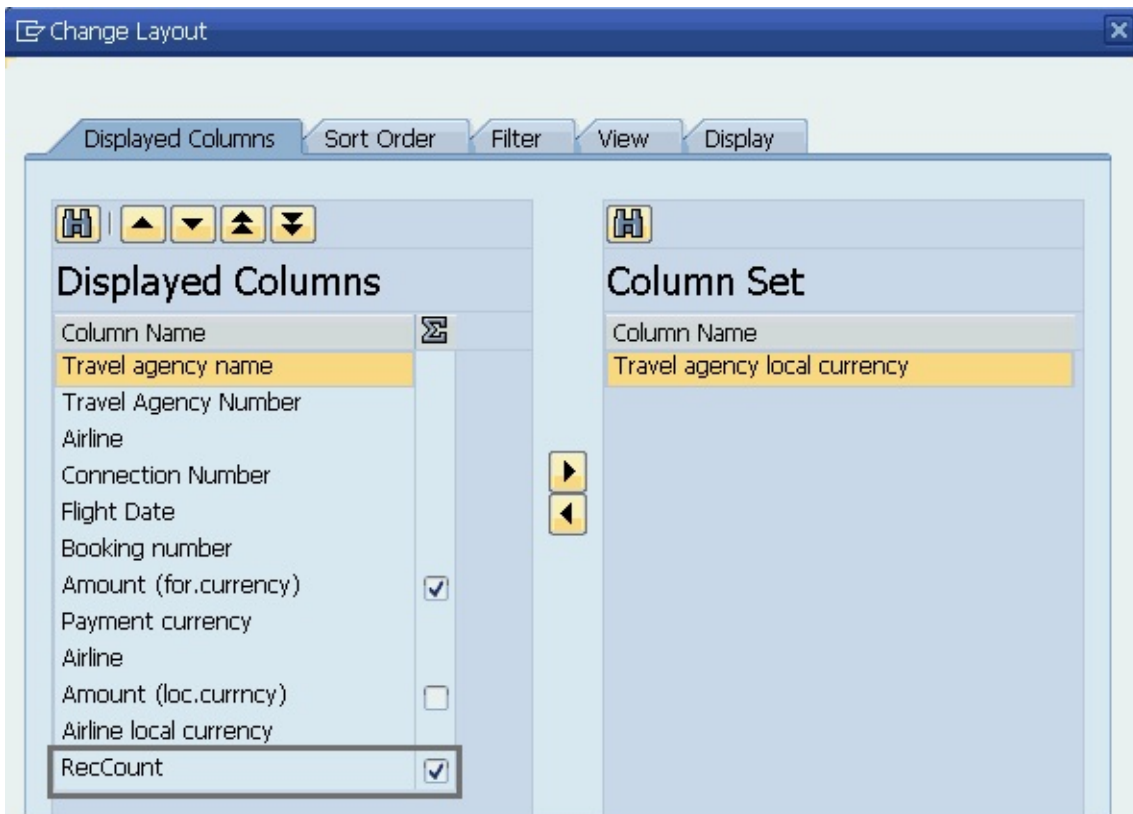 Change Layout
Displayed Columns Sort Order Filter View Display
Displayed Columns
Column Name Σ
Travel agency name
Travel Agency Number
Airline
Connection Number
Flight Date
Booking number
Amount (for.currency)
Payment currency
Airline
Amount (loc.currncy)
Airline local currency
RecCount
Column Set
Column Name
Travel agency local currency